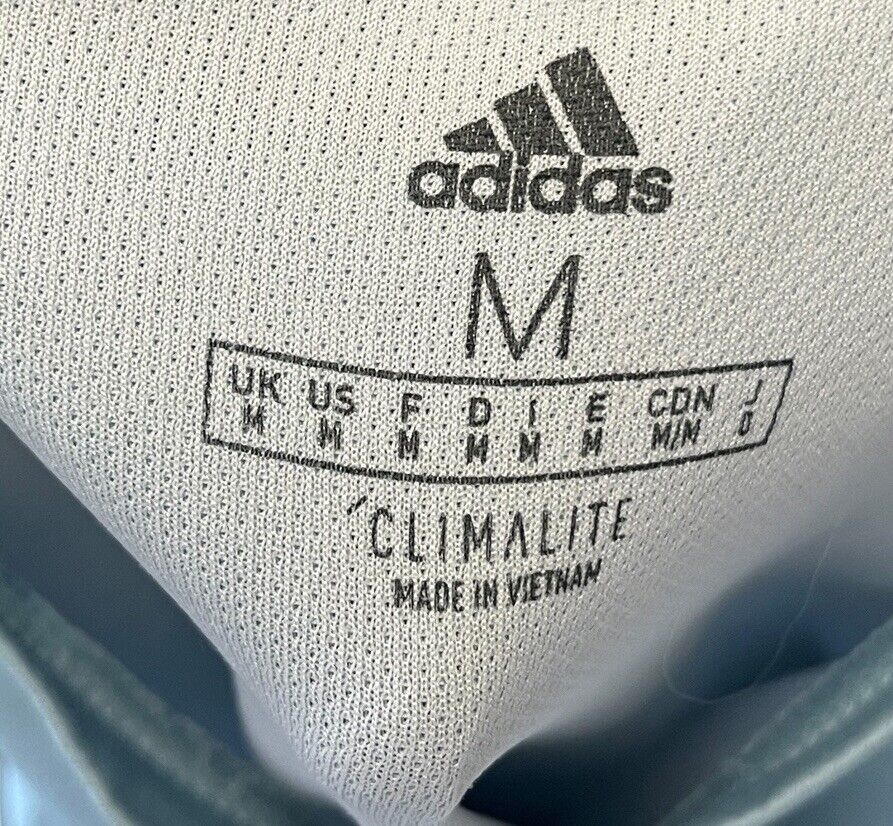 adidas
M
UK US F D I E CDN J
M M M M M M M/M O
CLIMALITE
MADE IN VIETNAM